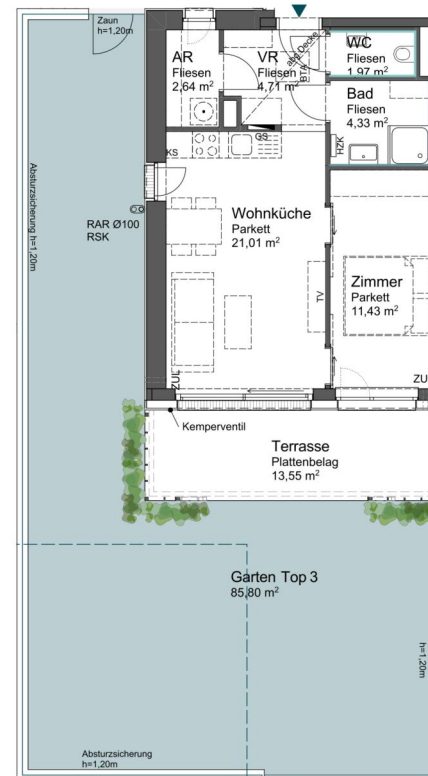 Zaun
h=1,20m
AR
Fliesen
2,64 m²
VR
Fliesen
4,71 m²
abg.Decke
BTA
WC
Fliesen
1,97 m²
Bad
Fliesen
4,33 m²
HZK
GS
KS
Absturzsicherung h=1,20m
RAR Ø100
RSK
Wohnküche
Parkett
21,01 m²
TV
Zimmer
Parkett
11,43 m²
ZUL
ZU
Kemperventil
Terrasse
Plattenbelag
13,55 m²
Garten Top 3
85,80 m²
h=1,20m
Absturzsicherung
h=1,20m